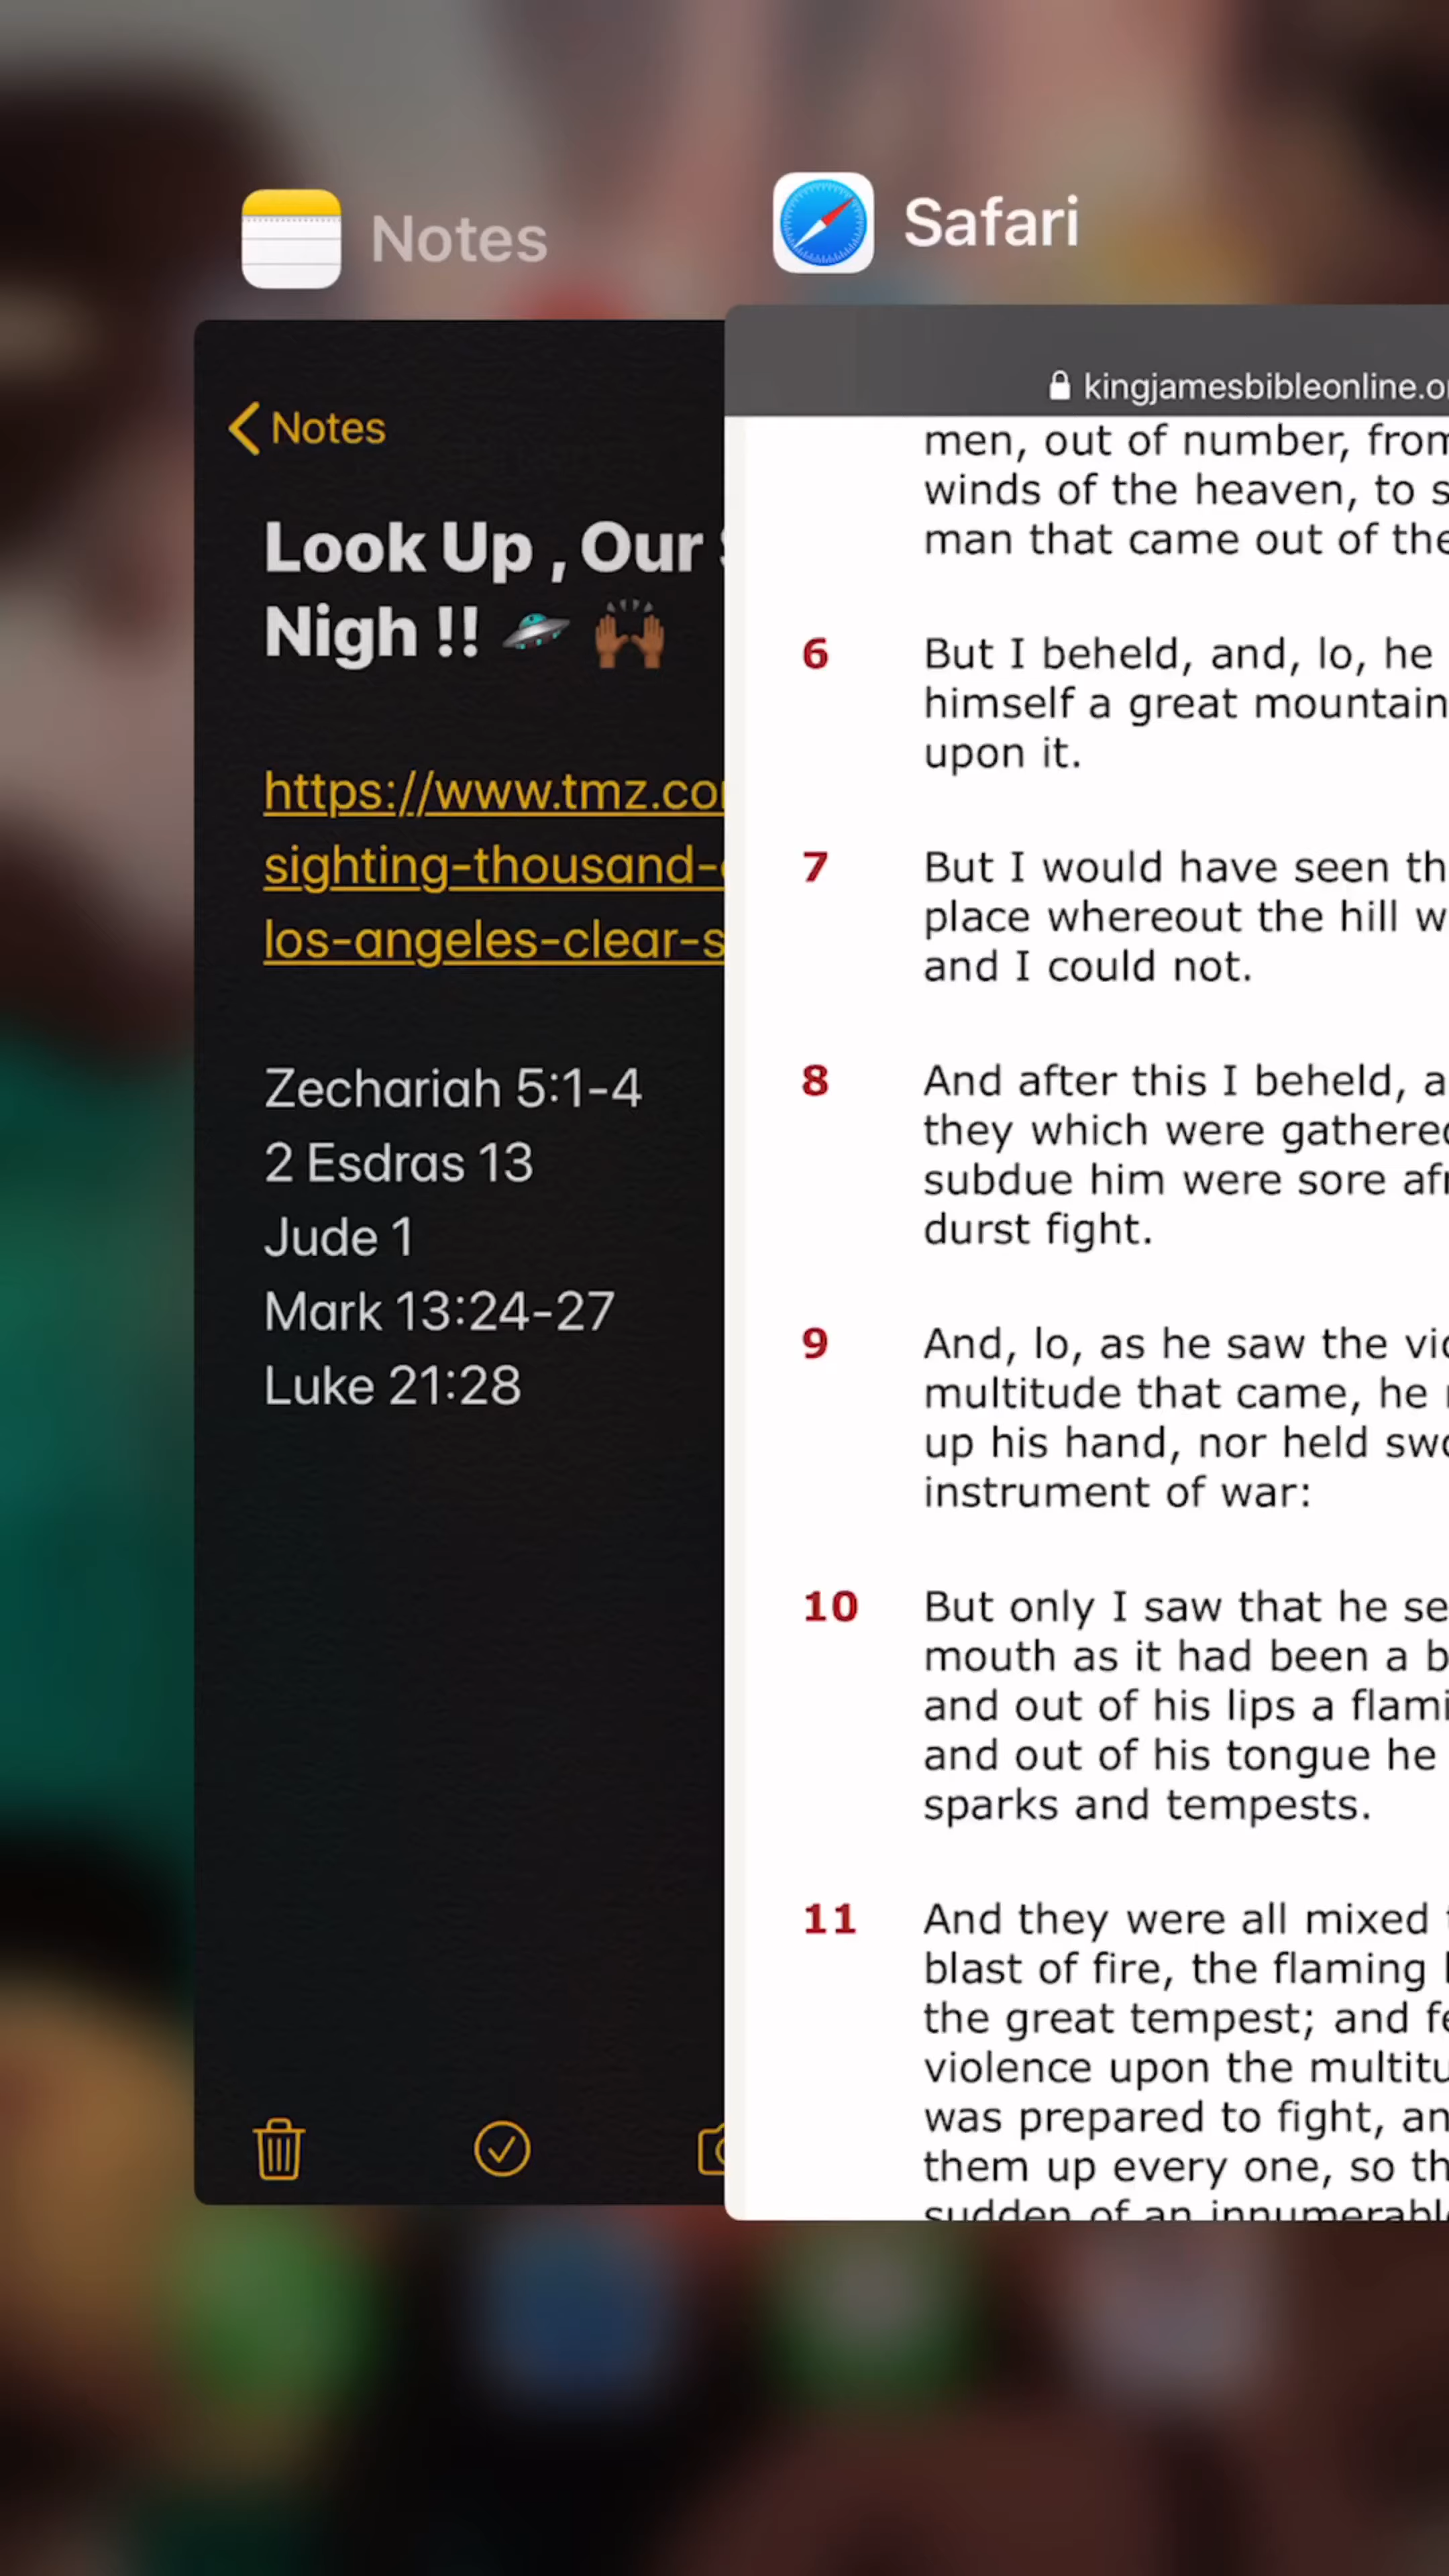 Notes
Safari
Notes
Look Up , Our
Nigh !! 🛸 🙌🏾
https://www.tmz.co
sighting-thousand-
los-angeles-clear-s
Zechariah 5:1-4
2 Esdras 13
Jude 1
Mark 13:24-27
Luke 21:28
kingjamesbibleonline.o
men, out of number, from
winds of the heaven, to s
man that came out of the
6 But I beheld, and, lo, he
himself a great mountain
upon it.
7 But I would have seen th
place whereout the hill w
and I could not.
8 And after this I beheld, a
they which were gathered
subdue him were sore afr
durst fight.
9 And, lo, as he saw the vio
multitude that came, he
up his hand, nor held swo
instrument of war:
10 But only I saw that he se
mouth as it had been a b
and out of his lips a flami
and out of his tongue he
sparks and tempests.
11 And they were all mixed t
blast of fire, the flaming
the great tempest; and fe
violence upon the multitu
was prepared to fight, an
them up every one, so th
sudden of an innumerable